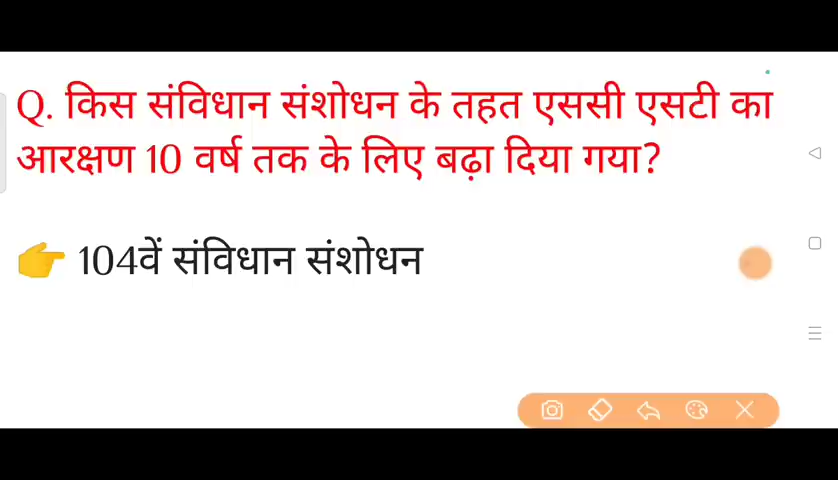 Q. किस संविधान संशोधन के तहत एससी एसटी का
आरक्षण 10 वर्ष तक के लिए बढ़ा दिया गया?
👉 104वें संविधान संशोधन